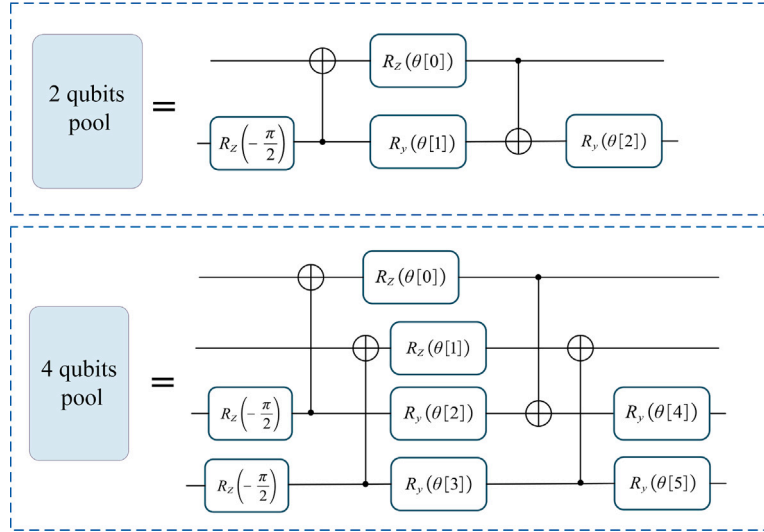 2 qubits
pool
=
R_Z(θ[0])
R_Z(-π/2)
R_y(θ[1])
R_y(θ[2])
4 qubits
pool
=
R_Z(θ[0])
R_Z(θ[1])
R_Z(-π/2)
R_y(θ[2])
R_y(θ[4])
R_Z(-π/2)
R_y(θ[3])
R_y(θ[5])